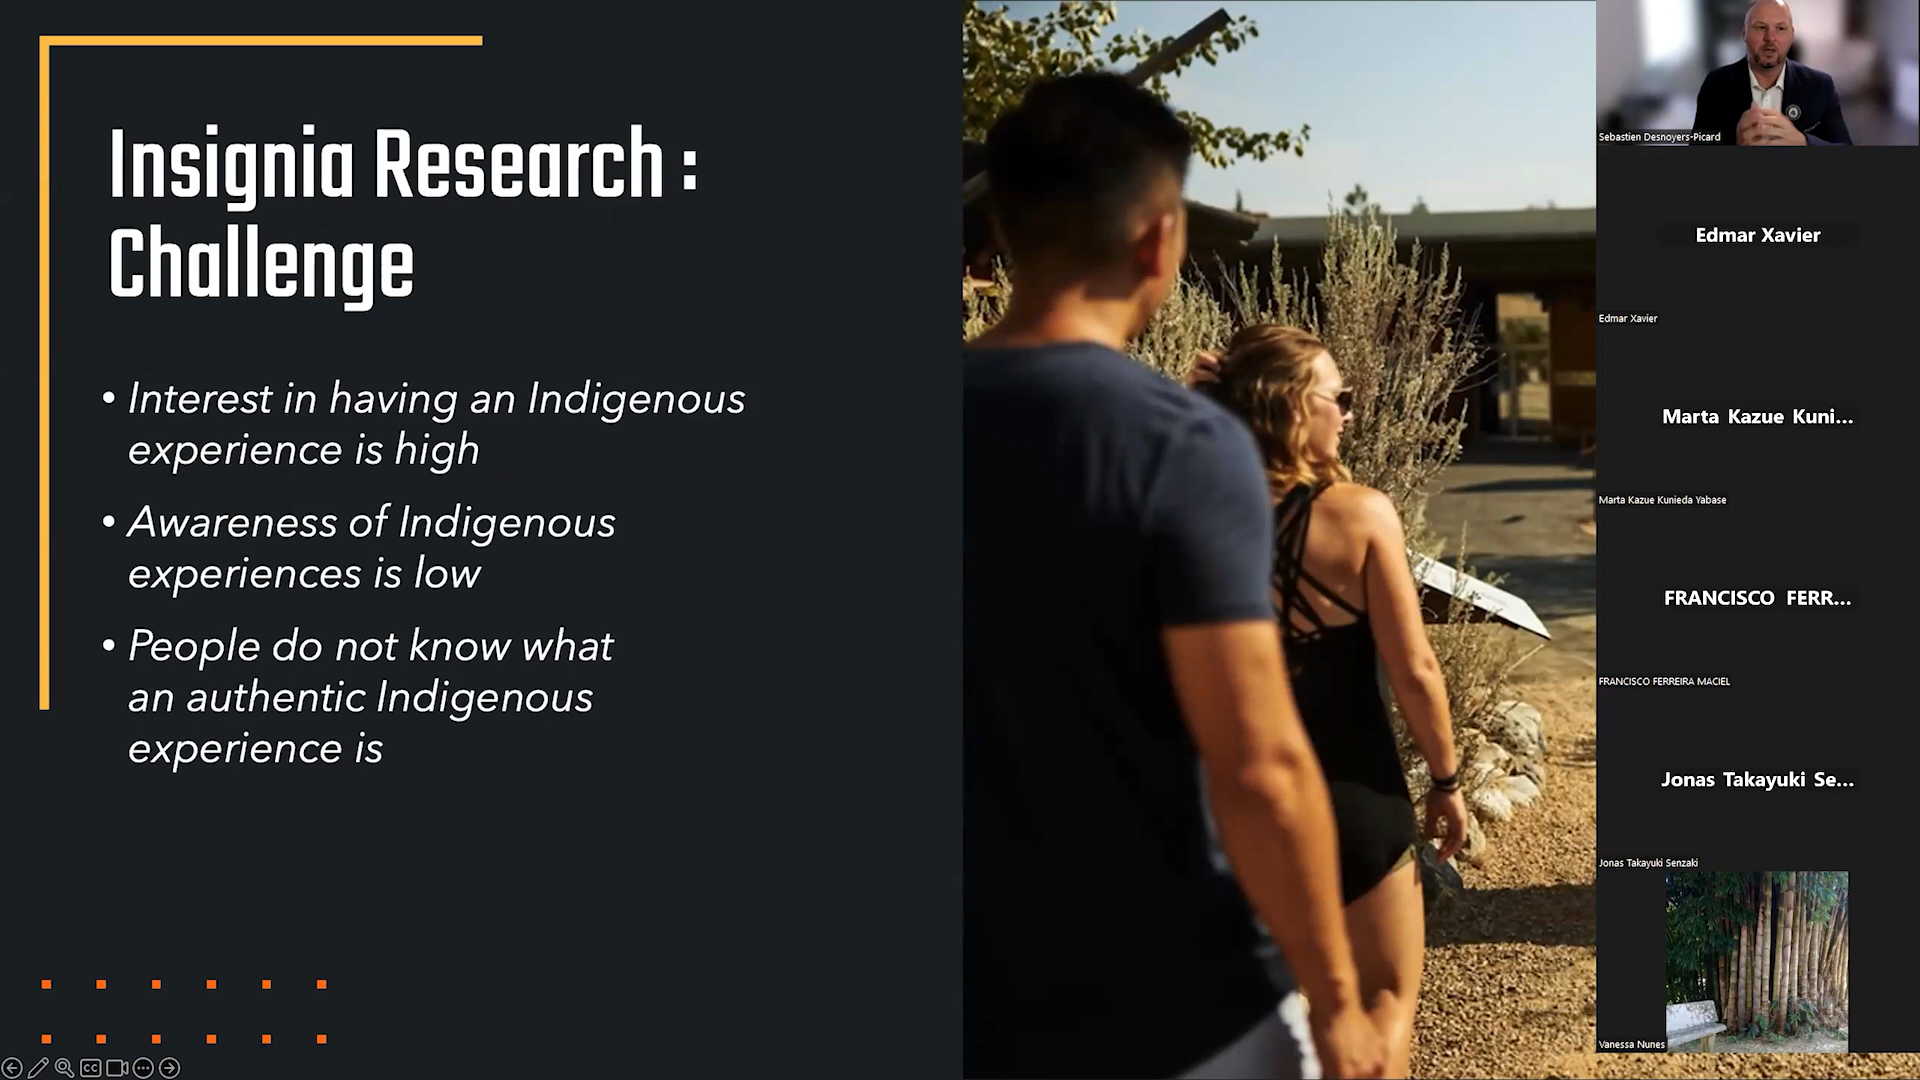 Insignia Research :
Challenge
• Interest in having an Indigenous
experience is high
• Awareness of Indigenous
experiences is low
• People do not know what
an authentic Indigenous
experience is
Sebastien Desnoyers-Picard
Edmar Xavier
Edmar Xavier
Marta Kazue Kuni...
Marta Kazue Kunieda Yabase
FRANCISCO FERR...
FRANCISCO FERREIRA MACIEL
Jonas Takayuki Se...
Jonas Takayuki Senzaki
Vanessa Nunes
CC